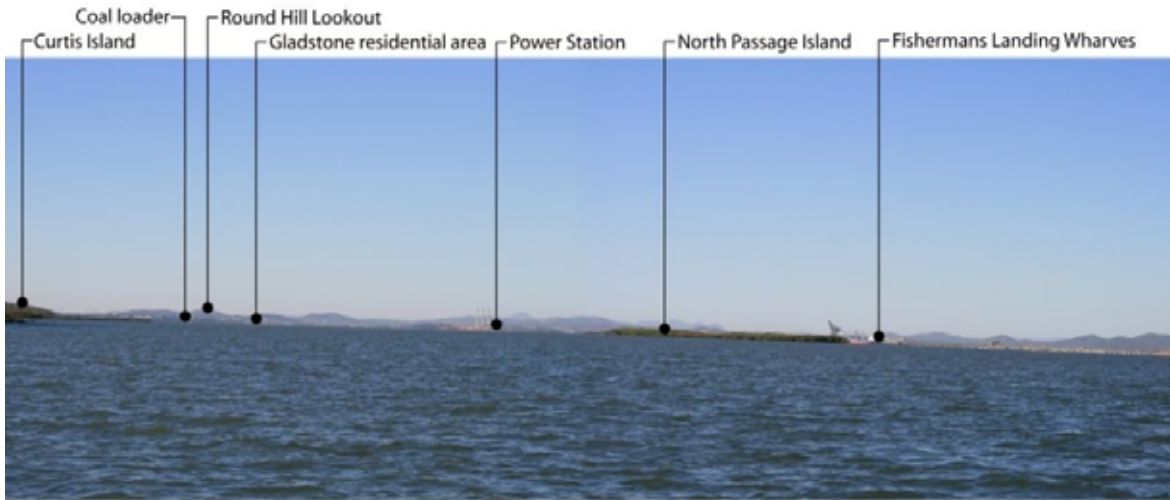 Coal loader
Round Hill Lookout
Curtis Island
Gladstone residential area
Power Station
North Passage Island
Fishermans Landing Wharves